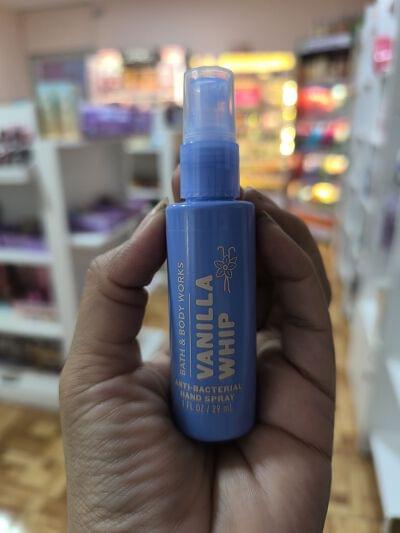 BATH & BODY WORKS
VANILLA
WHIP
ANTI-BACTERIAL
HAND SPRAY
1 FL OZ / 29 mL